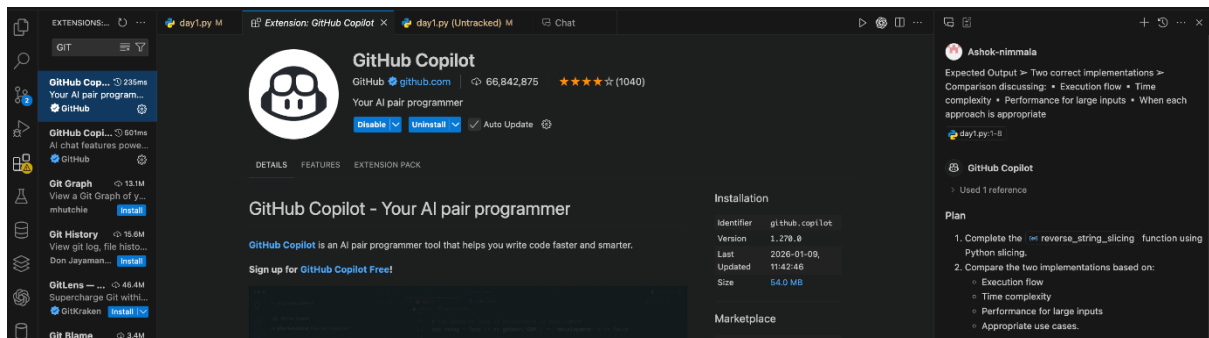 EXTENSIONS:...
GIT
GitHub Cop... 235ms
Your AI program...
GitHub
GitHub Copi... 501ms
AI chat features powe...
GitHub
Git Graph 13.1M
View a Git Graph of y...
mhutchie Install
Git History 15.6M
View git log, file histo...
Don Jayaman... Install
GitLens — ... 46.4M
Supercharge Git withi...
GitKraken Install
Git Blame 3.4M
2
day1.py M
Extension: GitHub Copilot ×
day1.py (Untracked) M
Chat
GitHub Copilot
GitHub github.com 66,842,875 (1040)
Your AI pair programmer
Disable Uninstall Auto Update
DETAILS FEATURES EXTENSION PACK
GitHub Copilot - Your AI pair programmer
GitHub Copilot is an AI pair programmer tool that helps you write code faster and smarter.
Sign up for GitHub Copilot Free!
Installation
Identifier github.copilot
Version 1.270.0
Last Updated 2026-01-09, 11:42:46
Size 54.0 MB
Marketplace
Ashok-nimmala
Expected Output ➢ Two correct implementations ➢
Comparison discussing: • Execution flow • Time
complexity • Performance for large inputs • When each
approach is appropriate
day1.py:1-8
GitHub Copilot
> Used 1 reference
Plan
1. Complete the reverse_string_slicing function using
Python slicing.
2. Compare the two implementations based on:
○ Execution flow
○ Time complexity
○ Performance for large inputs
○ Appropriate use cases.